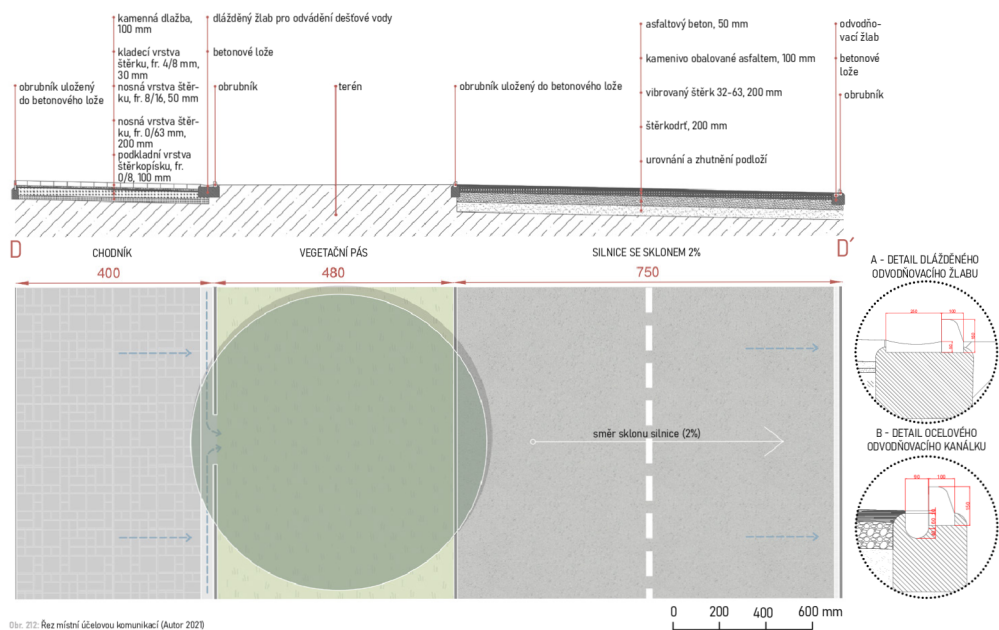 kamenná dlažba,
100 mm
dlážděný žlab pro odvádění dešťové vody
kladecí vrstva
štěrku, fr. 4/8 mm,
30 mm
betonové lože
obrubník uložený
do betonového lože
nosná vrstva štěr-
ku, fr. 8/16, 50 mm
obrubník
terén
nosná vrstva štěr-
ku, fr. 0/63 mm,
200 mm
podkladní vrstva
štěrkopísku, fr.
0/8, 100 mm
obrubník uložený do betonového lože
asfaltový beton, 50 mm
kamenivo obalované asfaltem, 100 mm
vibrovaný štěrk 32-63, 200 mm
štěrkodrť, 200 mm
urovnání a zhutnění podloží
odvodňo-
vací žlab
betonové
lože
obrubník
D
D'
CHODNÍK
VEGETAČNÍ PÁS
SILNICE SE SKLONEM 2%
400
480
750
směr sklonu silnice (2%)
A - DETAIL DLÁŽDĚNÉHO
ODVODŇOVACÍHO ŽLABU
100
B - DETAIL OCELOVÉHO
ODVODŇOVACÍHO KANÁLKU
100
0 200 400 600 mm
Obr. 212: Řez místní účelovou komunikací (Autor 2021)